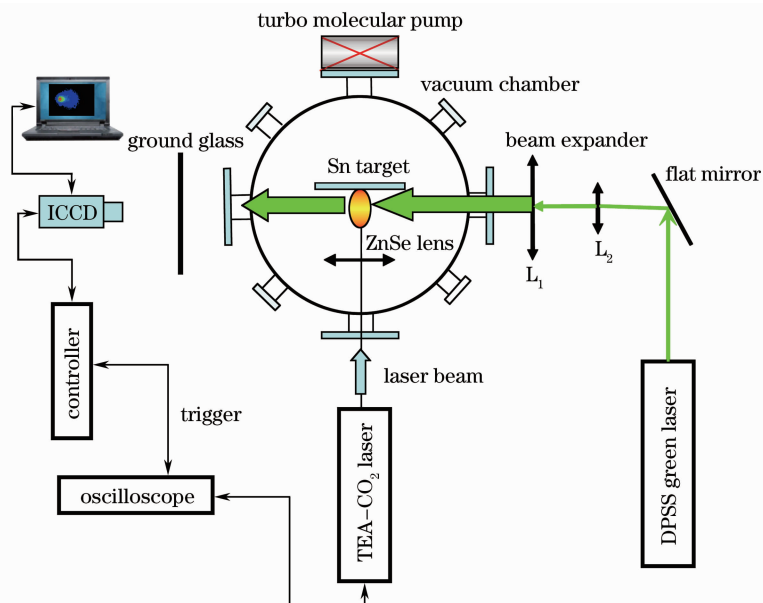 turbo molecular pump
vacuum chamber
ground glass
beam expander
Sn target
flat mirror
ICCD
ZnSe lens
L₂
L₁
controller
laser beam
trigger
TEA-CO₂ laser
DPSS green laser
oscilloscope